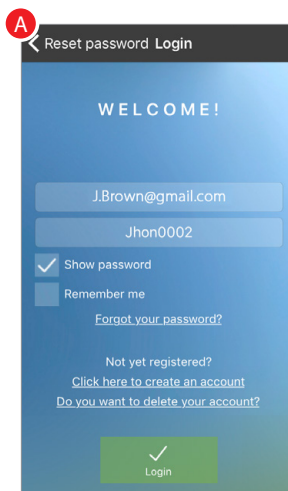 A
Reset password Login
WELCOME!
J.Brown@gmail.com
Jhon0002
Show password
Remember me
Forgot your password?
Not yet registered?
Click here to create an account
Do you want to delete your account?
Login